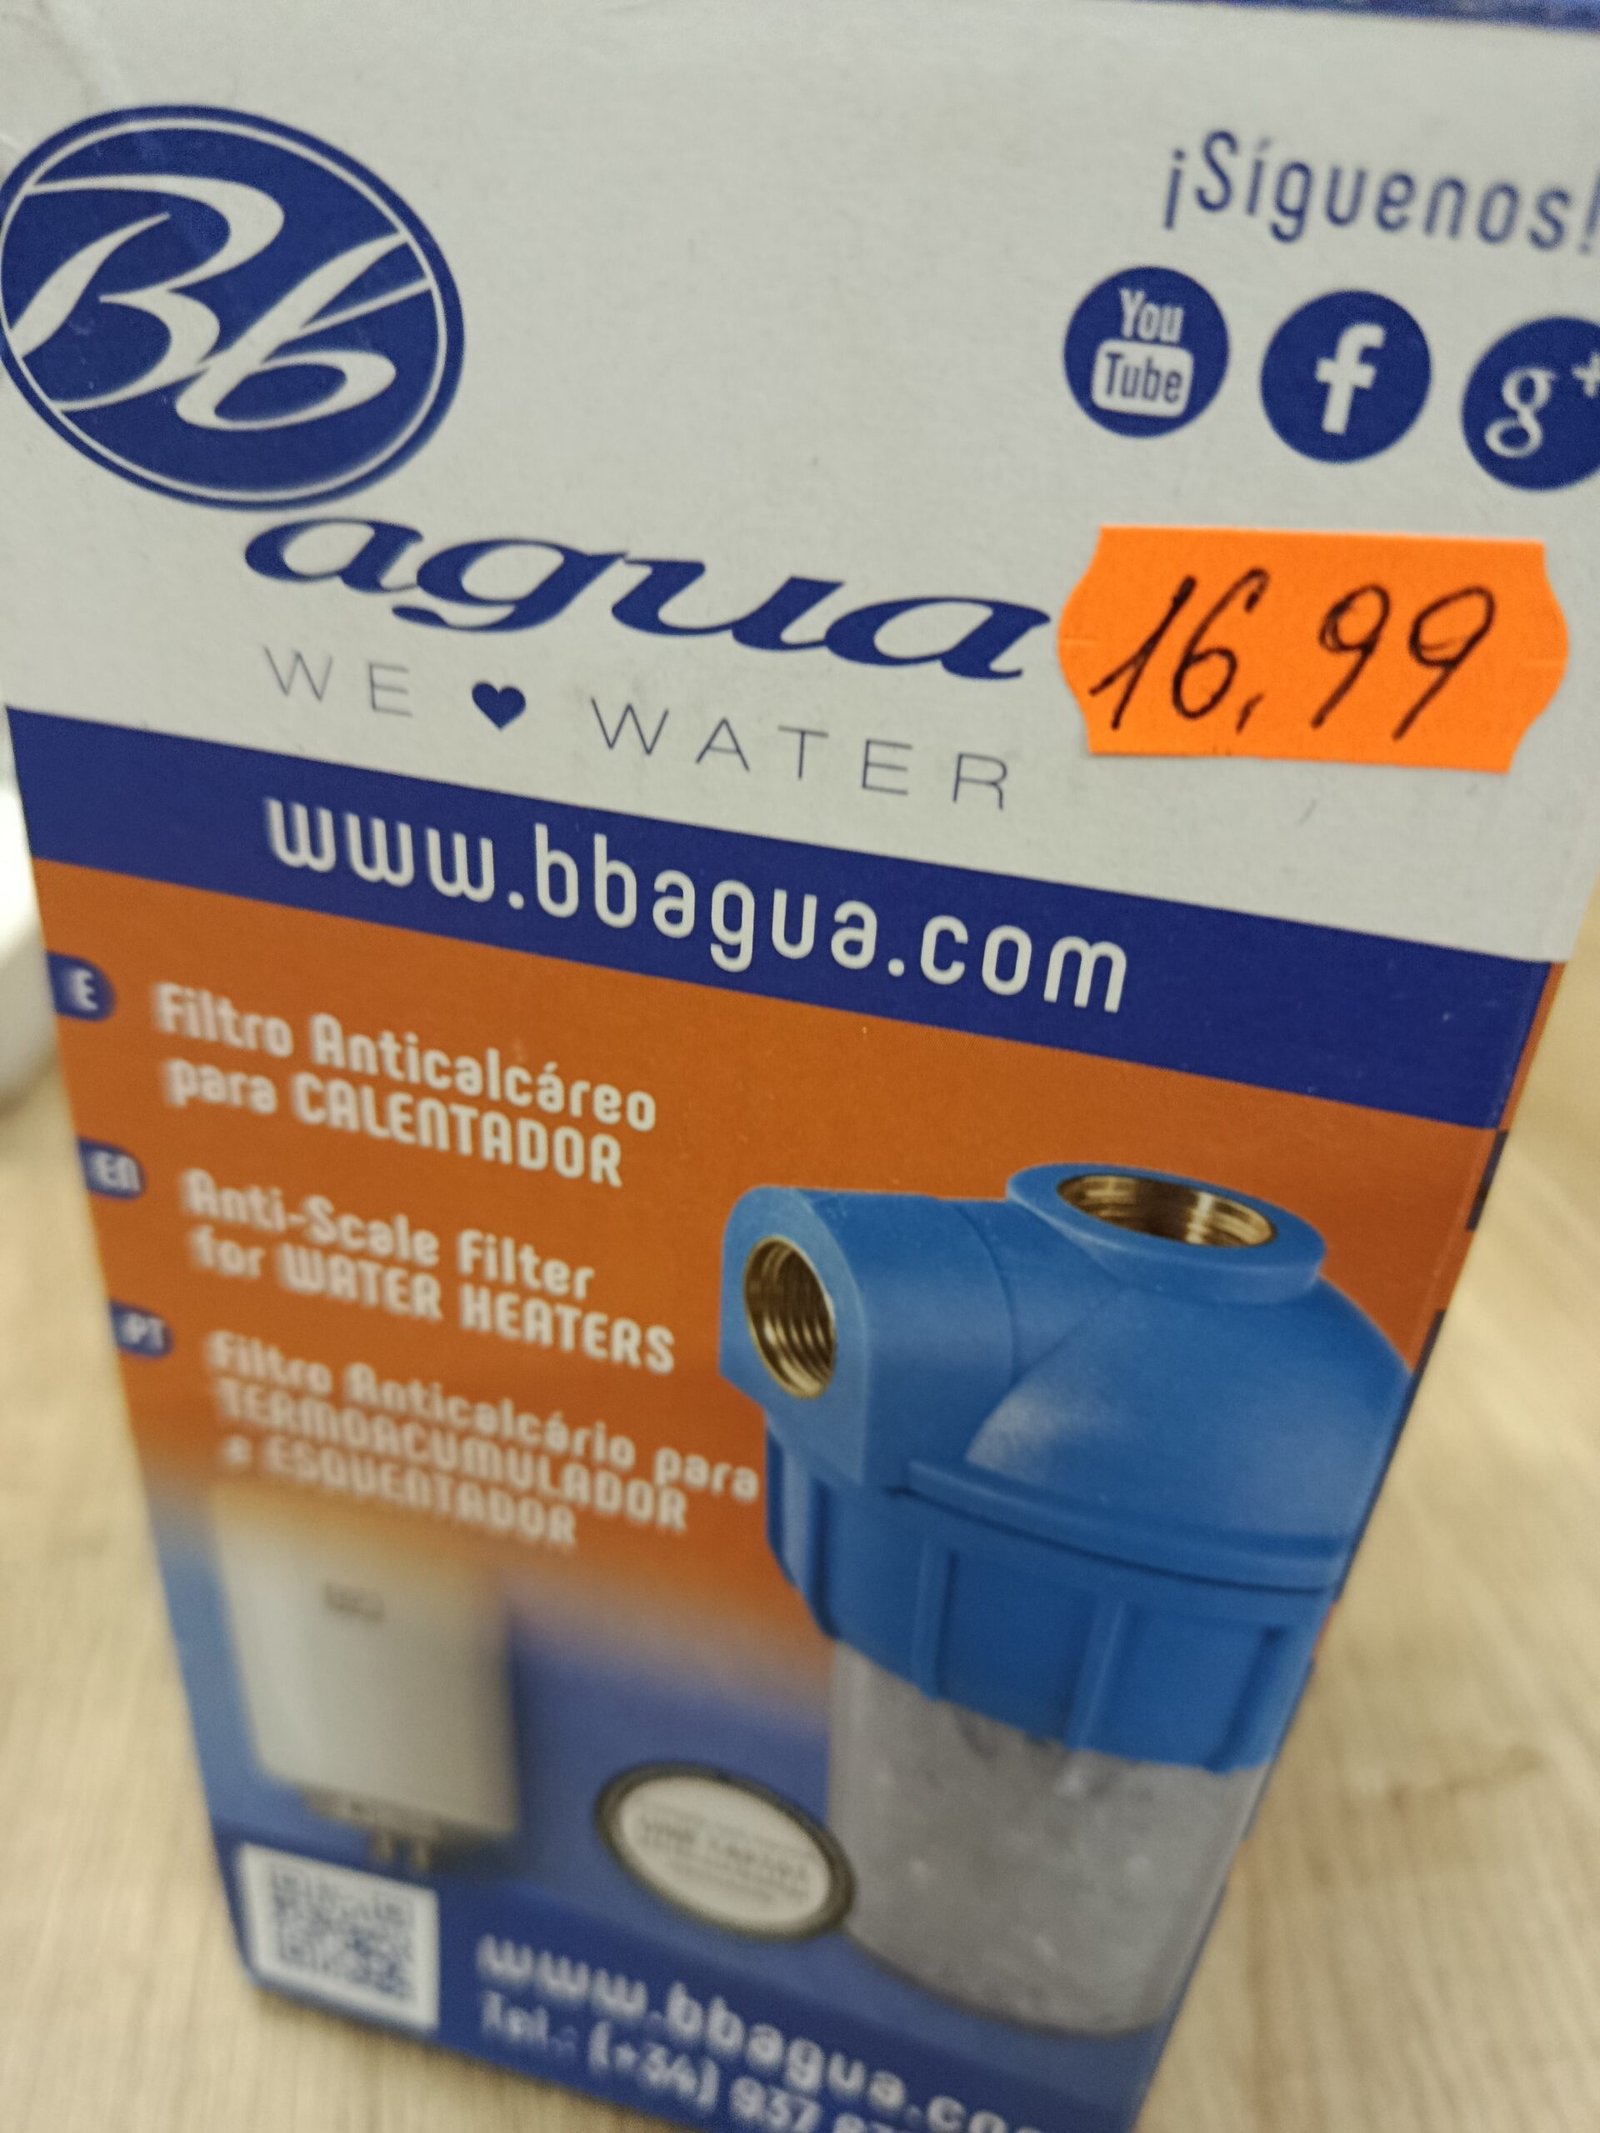 Bb
¡Síguenos!
You
Tube
f
g+
agua
16,99
WE ♥ WATER
www.bbagua.com
E
Filtro Anticalcáreo
para CALENTADOR
EN
Anti-Scale Filter
for WATER HEATERS
PT
Filtro Anticalcário para
TERMOACUMULADOR
e ESQUENTADOR
www.bbagua.co
Tel.: (+34) 937